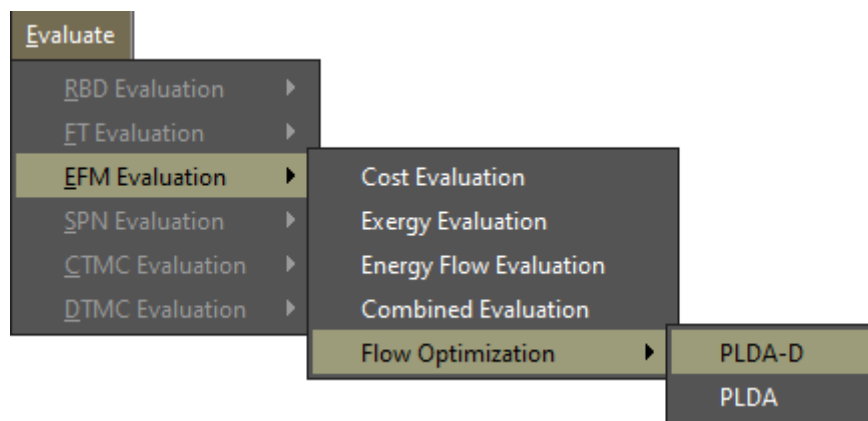 Evaluate
RBD Evaluation
FT Evaluation
EFM Evaluation
SPN Evaluation
CTMC Evaluation
DTMC Evaluation
Cost Evaluation
Exergy Evaluation
Energy Flow Evaluation
Combined Evaluation
Flow Optimization
PLDA-D
PLDA